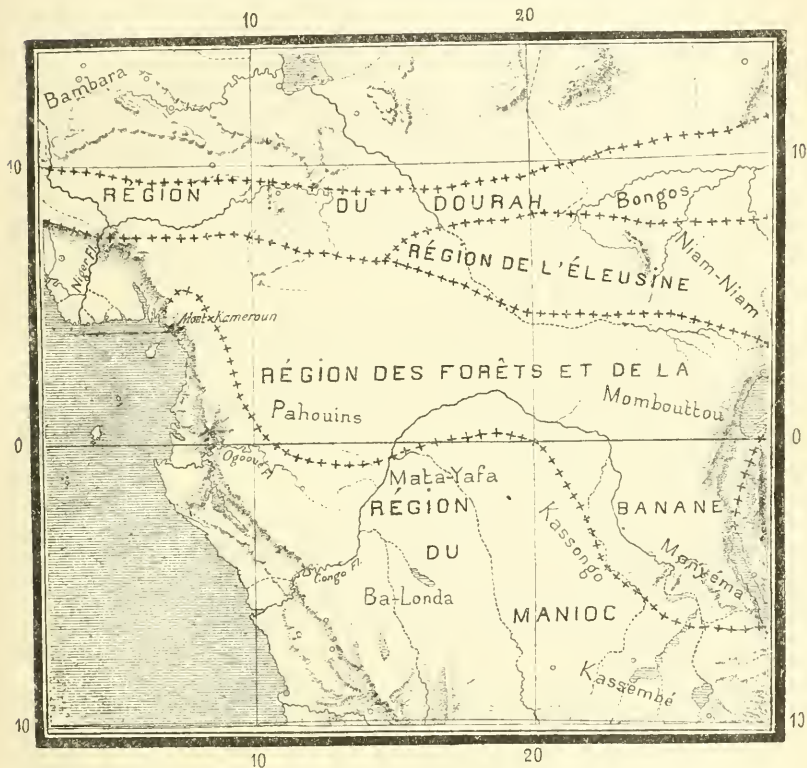 10 20
Bambara
10 10
RÉGION DU DOURAH
Bongos
Niger Fl.
RÉGION DE L'ÉLEUSINE
Niam-Niam
Mont Kameroun
RÉGION DES FORÊTS ET DE LA
Pahouins
Mombouttou
0 0
Ogooué Fl.
Mata-Yafa
RÉGION
BANANE
Kassongo
DU
Manyéma
Congo Fl.
Ba-Londa
MANIOC
Kassembé
10 10
10 20